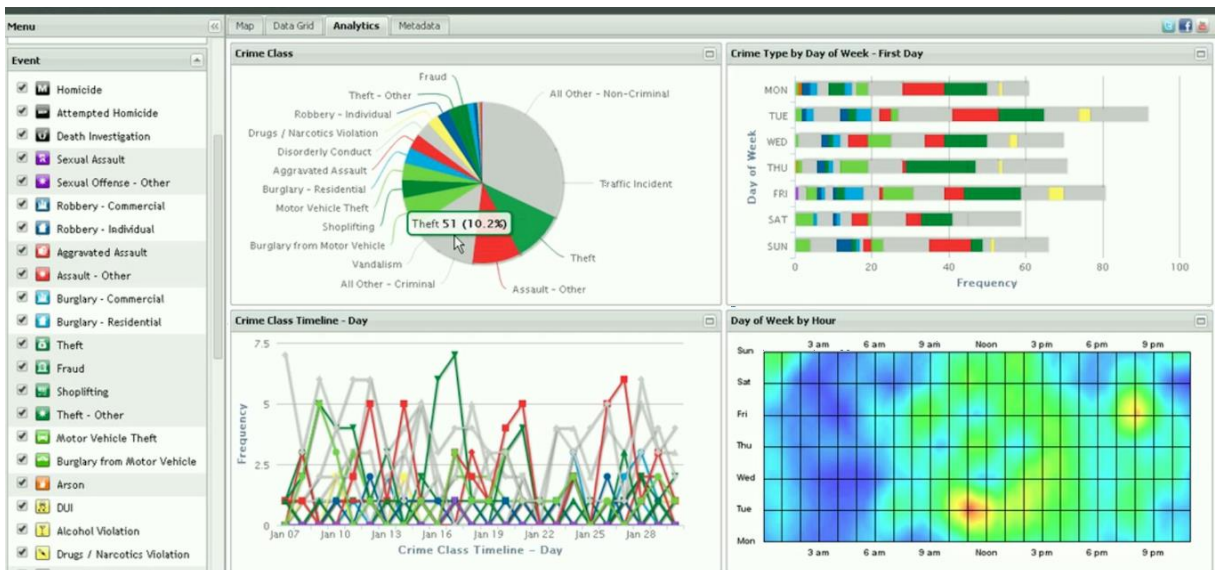 Menu
Map
Data Grid
Analytics
Metadata
Event
Homicide
Attempted Homicide
Death Investigation
Sexual Assault
Sexual Offense - Other
Robbery - Commercial
Robbery - Individual
Aggravated Assault
Assault - Other
Burglary - Commercial
Burglary - Residential
Theft
Fraud
Shoplifting
Theft - Other
Motor Vehicle Theft
Burglary from Motor Vehicle
Arson
DUI
Alcohol Violation
Drugs / Narcotics Violation
Crime Class
Fraud
Theft - Other
Robbery - Individual
Drugs / Narcotics Violation
Disorderly Conduct
Aggravated Assault
Burglary - Residential
Motor Vehicle Theft
Shoplifting
Burglary from Motor Vehicle
Vandalism
All Other - Criminal
Assault - Other
Theft
Traffic Incident
All Other - Non-Criminal
Theft 51 (10.2%)
Crime Type by Day of Week - First Day
Day of Week
MON
TUE
WED
THU
FRI
SAT
SUN
0 20 40 60 80 100
Frequency
Crime Class Timeline - Day
Frequency
7.5
5
2.5
0
Jan 07 Jan 10 Jan 13 Jan 16 Jan 19 Jan 22 Jan 25 Jan 28
Crime Class Timeline - Day
Day of Week by Hour
3 am 6 am 9 am Noon 3 pm 6 pm 9 pm
Sun
Sat
Fri
Thu
Wed
Tue
Mon
3 am 6 am 9 am Noon 3 pm 6 pm 9 pm